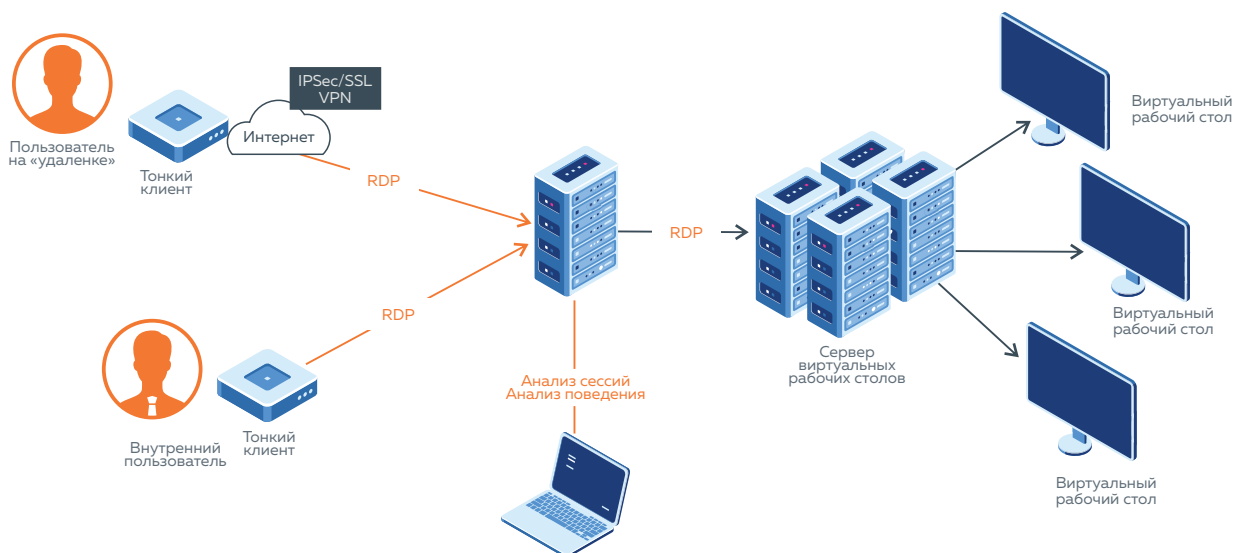 IPSec/SSL
VPN
Интернет
Пользователь
на «удаленке»
Тонкий
клиент
RDP
RDP
Внутренний
пользователь
Тонкий
клиент
Анализ сессий
Анализ поведения
RDP
Сервер
виртуальных
рабочих столов
Виртуальный
рабочий стол
Виртуальный
рабочий стол
Виртуальный
рабочий стол